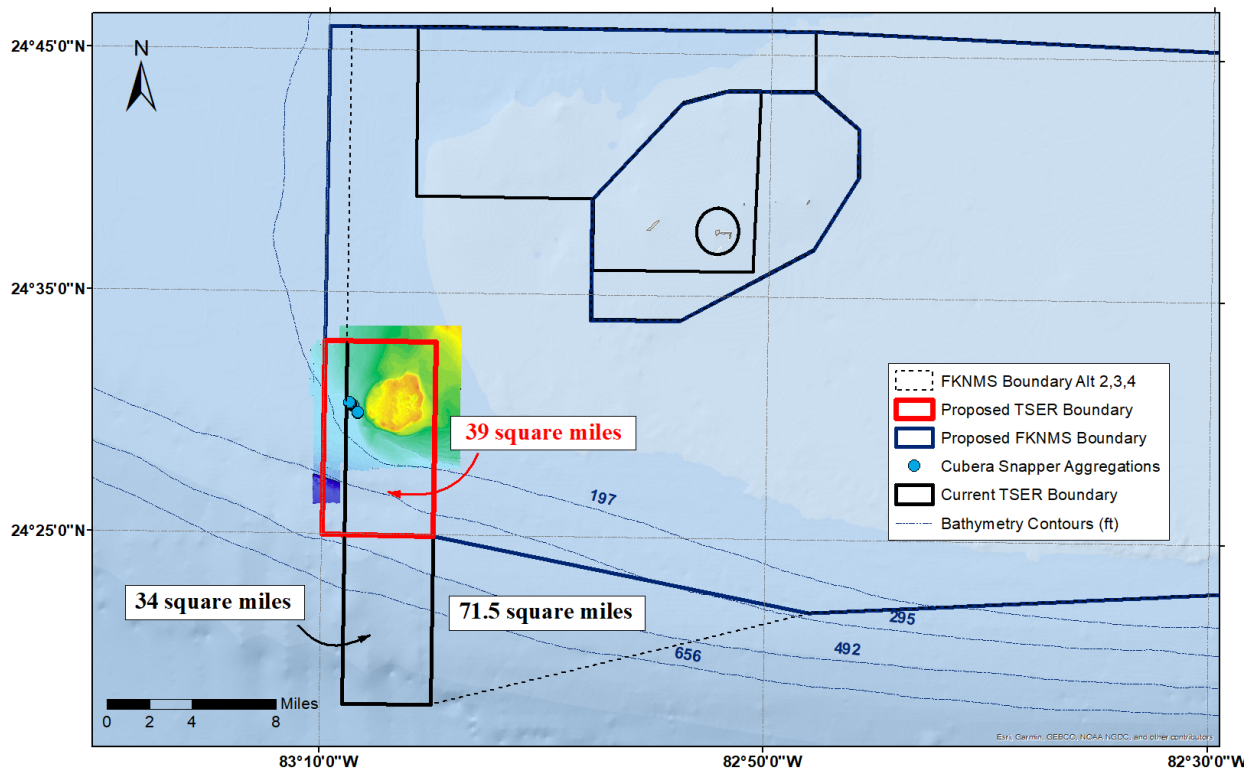 24°45'0"N
N
24°35'0"N
FKNMS Boundary Alt 2,3,4
Proposed TSER Boundary
39 square miles
Proposed FKNMS Boundary
Cubera Snapper Aggregations
197
Current TSER Boundary
24°25'0"N
Bathymetry Contours (ft)
34 square miles
71.5 square miles
295
492
656
Miles
0 2 4 8
Esri, Garmin, GEBCO, NOAA NGDC, and other contributors
83°10'0"W
82°50'0"W
82°30'0"W